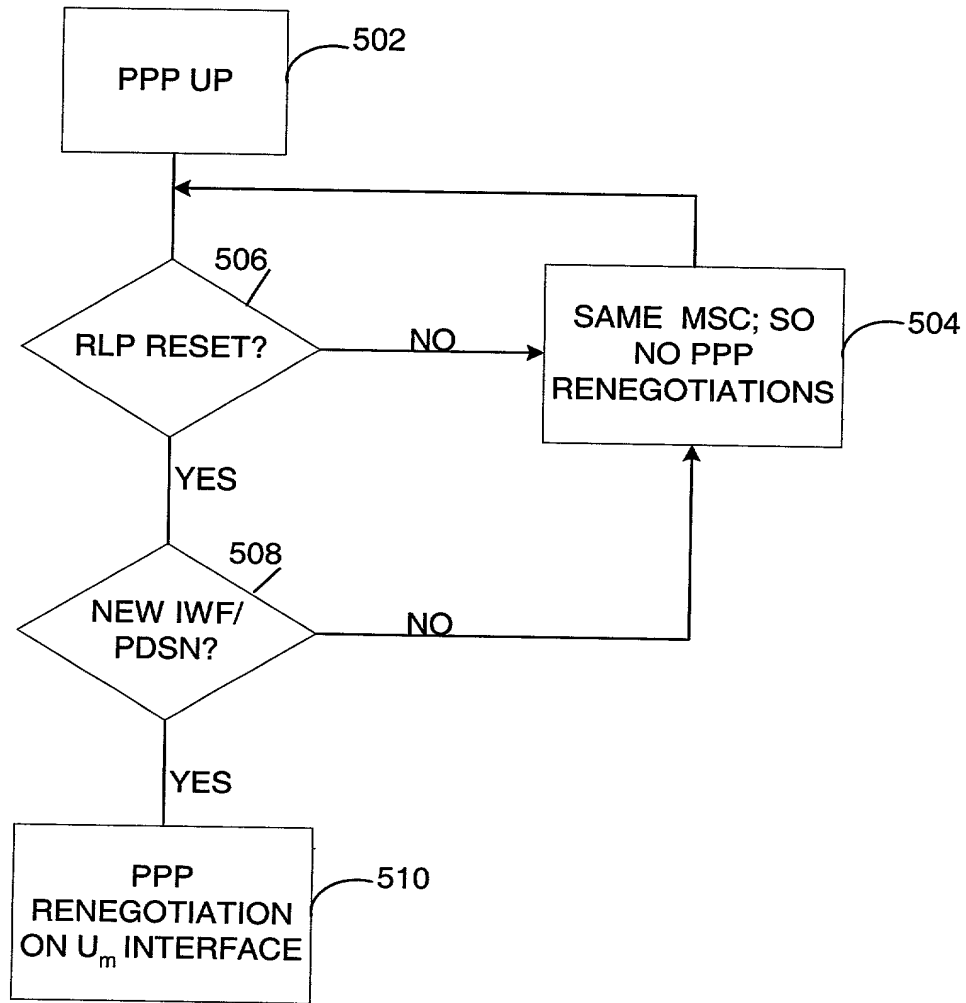 502
PPP UP
506
RLP RESET?
NO
SAME MSC; SO
NO PPP
RENEGOTIATIONS
504
YES
508
NEW IWF/
PDSN?
NO
YES
PPP
RENEGOTIATION
ON Um INTERFACE
510